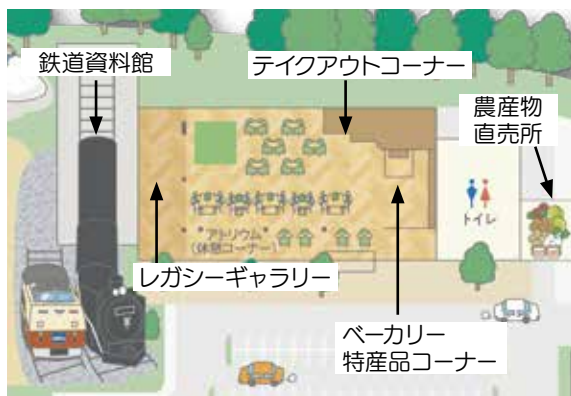 鉄道資料館
テイクアウトコーナー
農産物
直売所
トイレ
アトリウム
(休憩コーナー)
レガシーギャラリー
ベーカリー
特産品コーナー